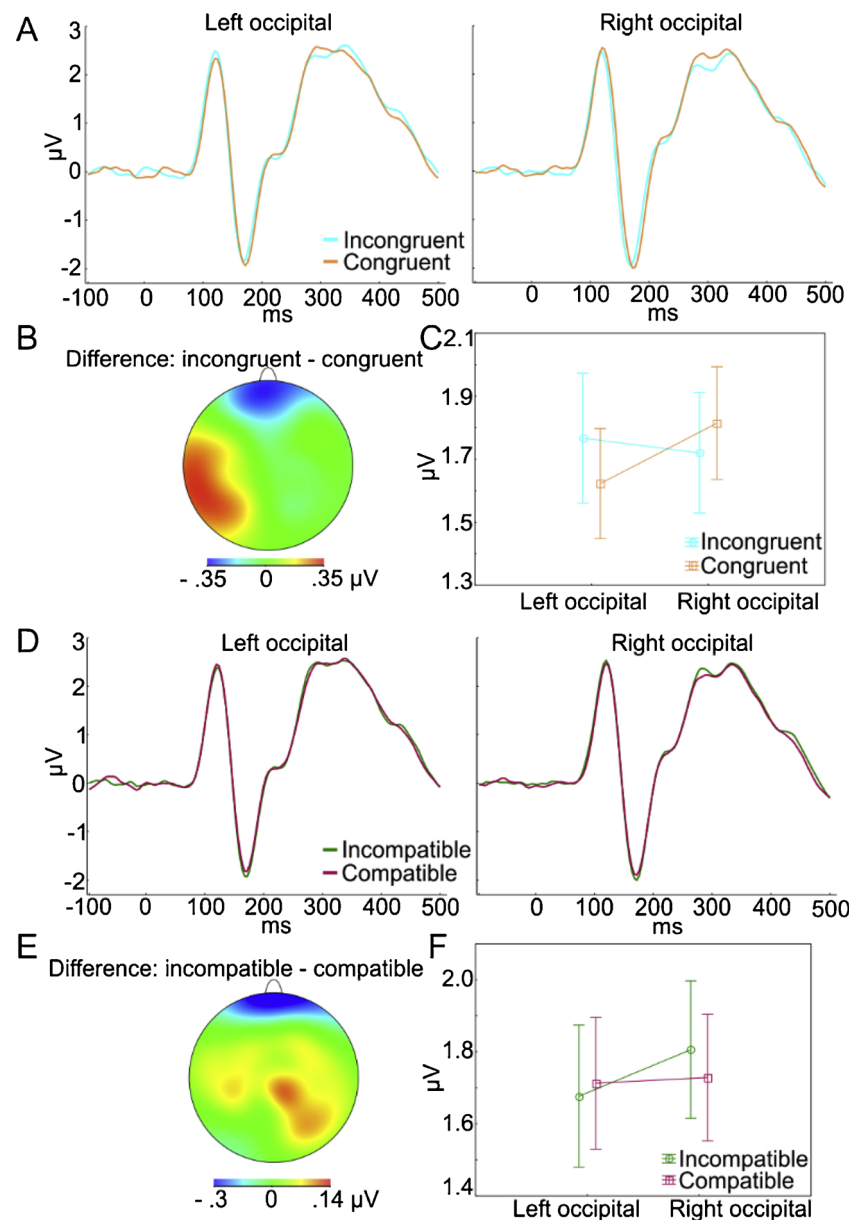 A
Left occipital
Right occipital
3
2
1
0
-1
-2
µV
Incongruent
Congruent
-100 0 100 200 300 400 500
ms
0 100 200 300 400 500
ms
B
Difference: incongruent - congruent
- .35 0 .35 µV
C
2.1
1.9
1.7
1.5
1.3
µV
Incongruent
Congruent
Left occipital Right occipital
D
Left occipital
Right occipital
3
2
1
0
-1
-2
µV
Incompatible
Compatible
-100 0 100 200 300 400 500
ms
0 100 200 300 400 500
ms
E
Difference: incompatible - compatible
- .3 0 .14 µV
F
2.0
1.8
1.6
1.4
µV
Incompatible
Compatible
Left occipital Right occipital